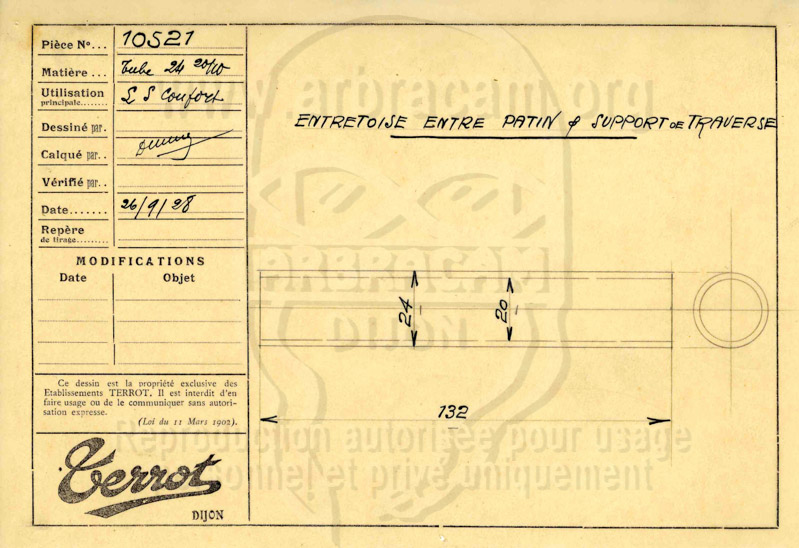 Pièce Nº... 10521
Matière ... Tube 24 20/10
Utilisation
principale........ LS Confort
Dessiné par.
Calqué par..
Vérifié par..
Date....... 26/9/28
Repère
de tirage..........
MODIFICATIONS
Date Objet
Ce dessin est la propriété exclusive des
Etablissements TERROT. Il est interdit d'en
faire usage ou de le communiquer sans autori-
sation expresse.
(Loi du 11 Mars 1902).
Terrot
DIJON
ENTRETOISE ENTRE PATIN & SUPPORT DE TRAVERSE
24
20
132
www.arbracam.org
ARBRACAM
DIJON
Reproduction autorisée pour usage
personnel et privé uniquement